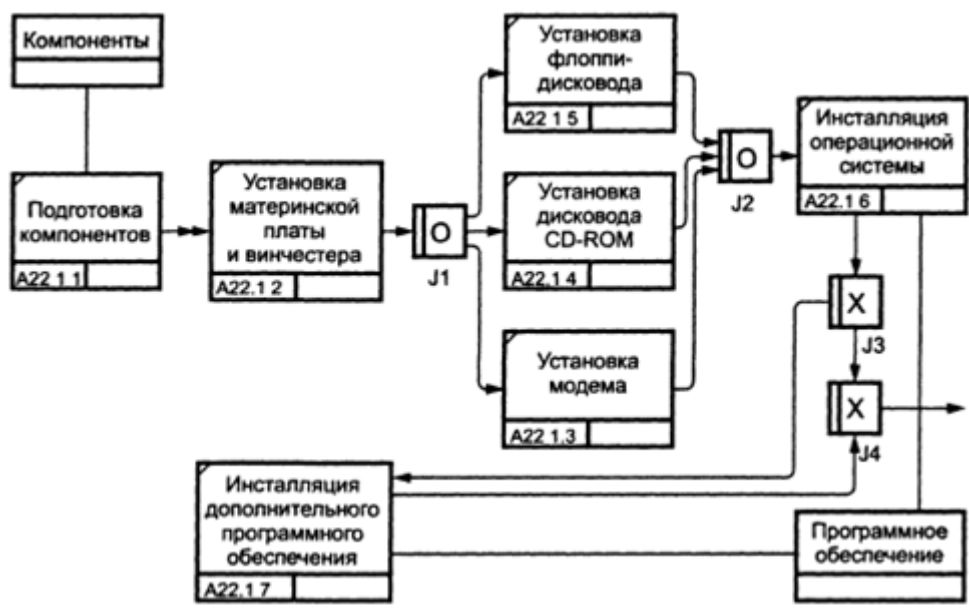 Компоненты
Подготовка
компонентов
A22 1 1
Установка
материнской
платы
и винчестера
A22.1 2
O
J1
Установка
флоппи-
дисковода
A22 1 5
Установка
дисковода
CD-ROM
A22.1 4
Установка
модема
A22 1.3
O
J2
Инсталляция
операционной
системы
A22.1 6
X
J3
X
J4
Инсталляция
дополнительного
программного
обеспечения
A22.1 7
Программное
обеспечение